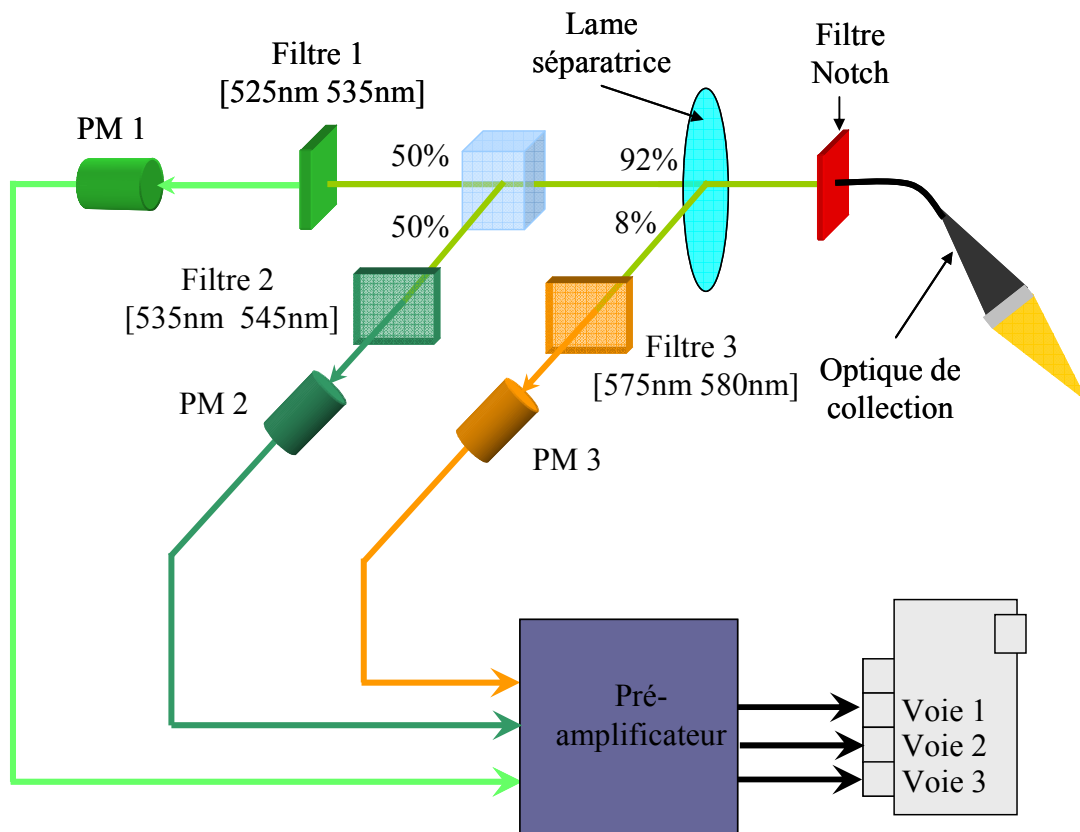 Lame
séparatrice
Filtre
Notch
Filtre 1
[525nm 535nm]
PM 1
50%
92%
50%
8%
Filtre 2
[535nm 545nm]
Filtre 3
[575nm 580nm]
Optique de
collection
PM 2
PM 3
Pré-
amplificateur
Voie 1
Voie 2
Voie 3